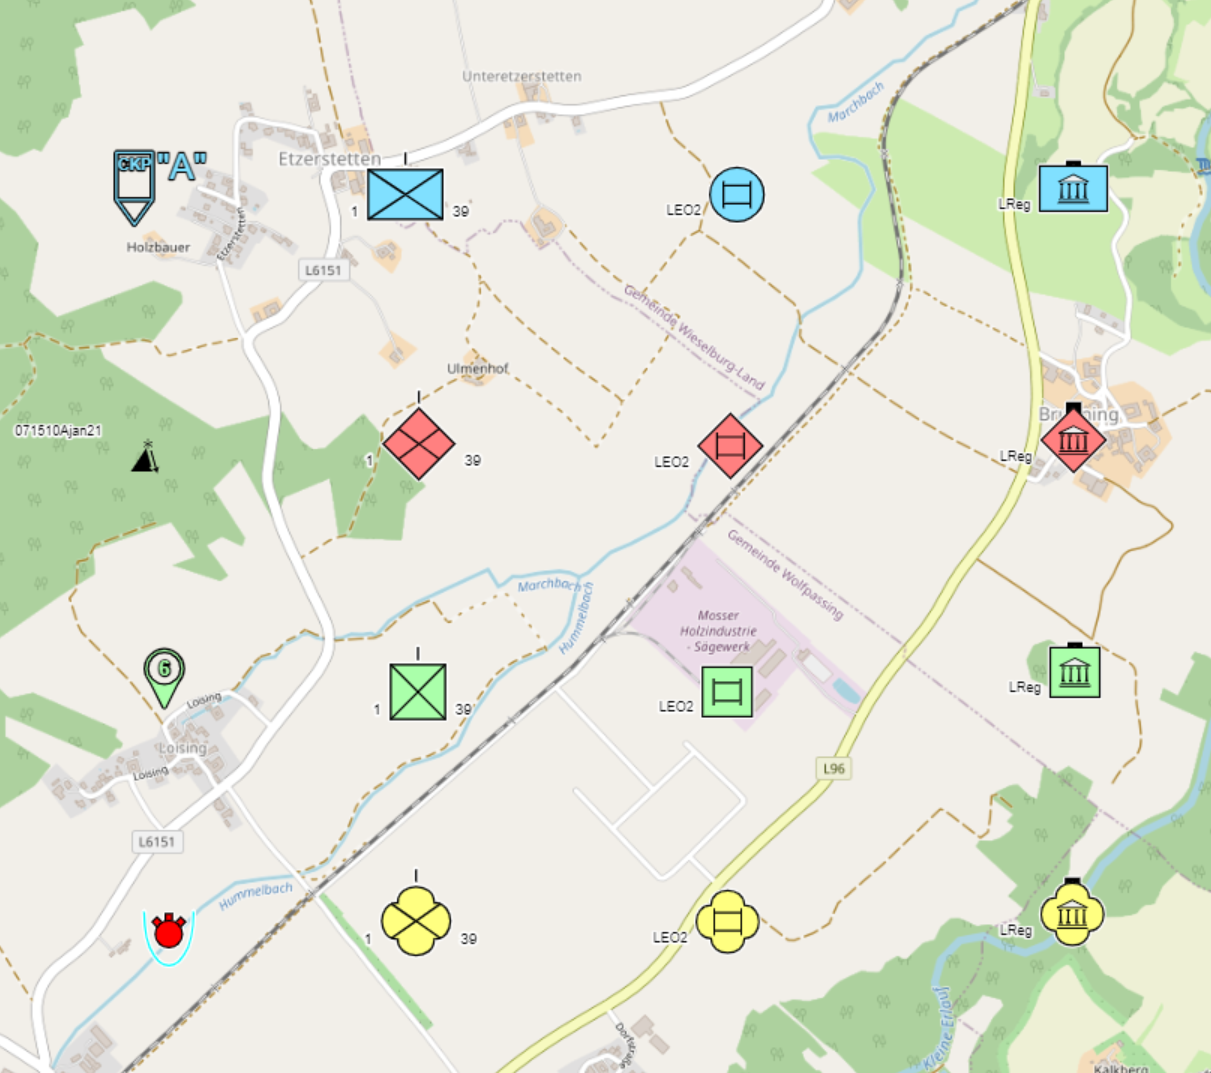 Unteretzerstetten
Marchbach
Etzerstetten
CKP
"A"
LEO2
LReg
1
39
Etzerstetten
Holzbauer
L6151
Gemeinde Wieselburg-Land
Ulmenhof
Brunning
071510Ajan21
1
39
LEO2
LReg
Gemeinde Wolfpassing
Marchbach
Hummelbach
Mosser
Holzindustrie
- Sägewerk
6
1
39
LEO2
LReg
Loising
Loising
Loising
L96
L6151
Hummelbach
1
39
LEO2
LReg
Kleine Erlauf
Dorfstraße
Kalkberg